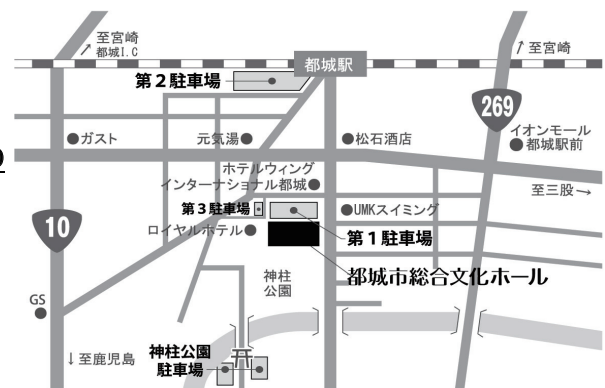 至宮崎
都城I.C
至宮崎
都城駅
第２駐車場
269
●ガスト
元気湯●
●松石酒店
イオンモール
●都城駅前
ホテルウィング
インターナショナル都城●
至三股→
第３駐車場
●UMKスイミング
10
ロイヤルホテル●
第１駐車場
都城市総合文化ホール
神柱
公園
GS
↓至鹿児島
神柱公園
駐車場